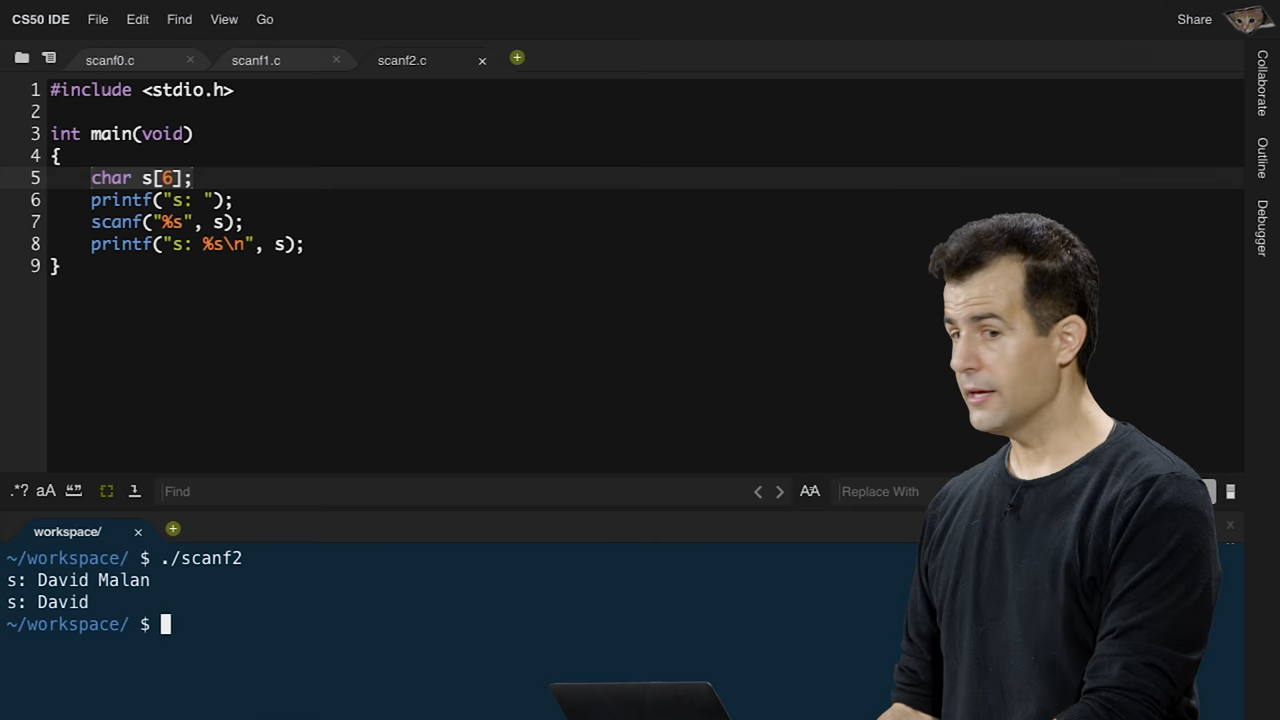 CS50 IDE File Edit Find View Go Share
scanf0.c scanf1.c scanf2.c
1 #include <stdio.h>
2
3 int main(void)
4 {
5     char s[6];
6     printf("s: ");
7     scanf("%s", s);
8     printf("s: %s\n", s);
9 }
Collaborate
Outline
Debugger
.*? aA Find Replace With
workspace/
~/workspace/ $ ./scanf2
s: David Malan
s: David
~/workspace/ $